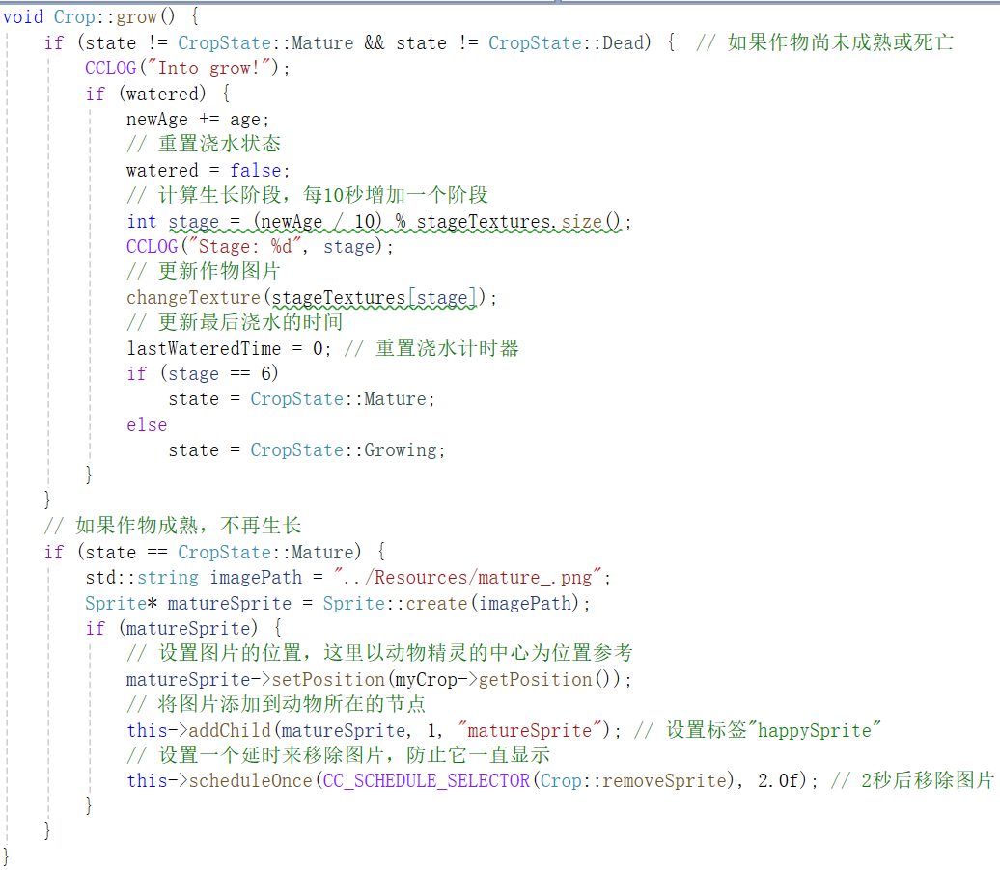 void Crop::grow() {
    if (state != CropState::Mature && state != CropState::Dead) {  // 如果作物尚未成熟或死亡
        CCLOG("Into grow!");
        if (watered) {
            newAge += age;
            // 重置浇水状态
            watered = false;
            // 计算生长阶段，每10秒增加一个阶段
            int stage = (newAge / 10) % stageTextures.size();
            CCLOG("Stage: %d", stage);
            // 更新作物图片
            changeTexture(stageTextures[stage]);
            // 更新最后浇水的时间
            lastWateredTime = 0; // 重置浇水计时器
            if (stage == 6)
                state = CropState::Mature;
            else
                state = CropState::Growing;
        }
    }
    // 如果作物成熟，不再生长
    if (state == CropState::Mature) {
        std::string imagePath = "../Resources/mature_.png";
        Sprite* matureSprite = Sprite::create(imagePath);
        if (matureSprite) {
            // 设置图片的位置，这里以动物精灵的中心为位置参考
            matureSprite->setPosition(myCrop->getPosition());
            // 将图片添加到动物所在的节点
            this->addChild(matureSprite, 1, "matureSprite"); // 设置标签"happySprite"
            // 设置一个延时来移除图片，防止它一直显示
            this->scheduleOnce(CC_SCHEDULE_SELECTOR(Crop::removeSprite), 2.0f); // 2秒后移除图片
        }
    }
}